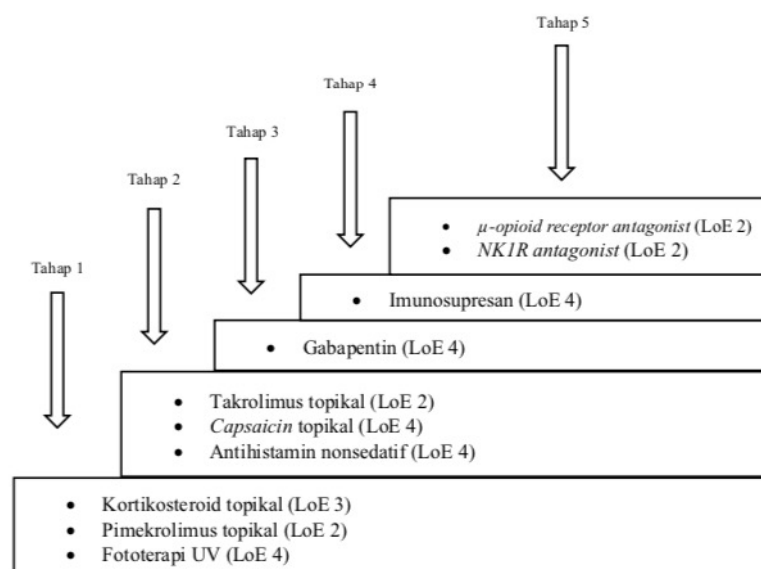 Tahap 5
Tahap 4
Tahap 3
Tahap 2
Tahap 1
• µ-opioid receptor antagonist (LoE 2)
• NK1R antagonist (LoE 2)
• Imunosupresan (LoE 4)
• Gabapentin (LoE 4)
• Takrolimus topikal (LoE 2)
• Capsaicin topikal (LoE 4)
• Antihistamin nonsedatif (LoE 4)
• Kortikosteroid topikal (LoE 3)
• Pimekrolimus topikal (LoE 2)
• Fototerapi UV (LoE 4)